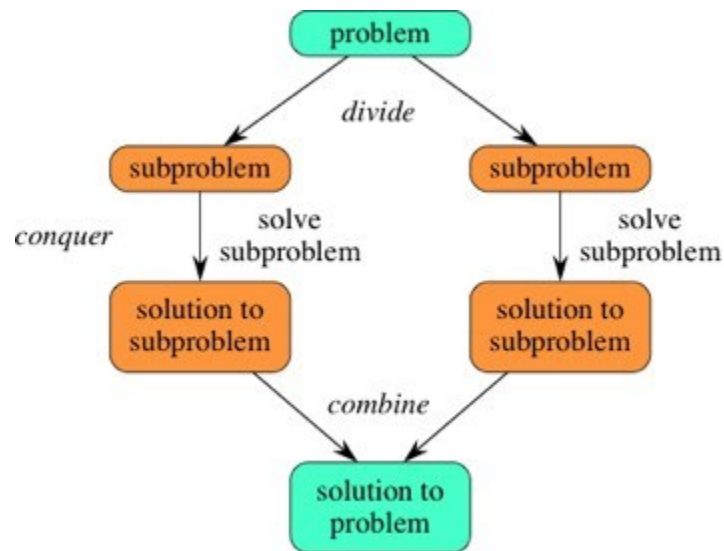 problem
divide
subproblem
subproblem
conquer
solve
subproblem
solve
subproblem
solution to
subproblem
solution to
subproblem
combine
solution to
problem